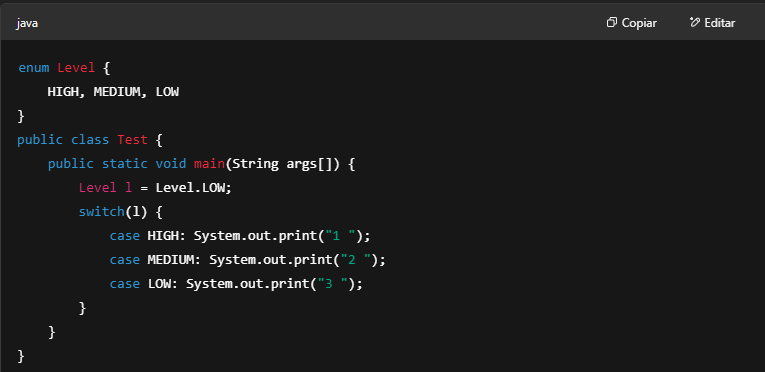 java
Copiar
Editar
enum Level {
    HIGH, MEDIUM, LOW
}
public class Test {
    public static void main(String args[]) {
        Level l = Level.LOW;
        switch(l) {
            case HIGH: System.out.print("1 ");
            case MEDIUM: System.out.print("2 ");
            case LOW: System.out.print("3 ");
        }
    }
}